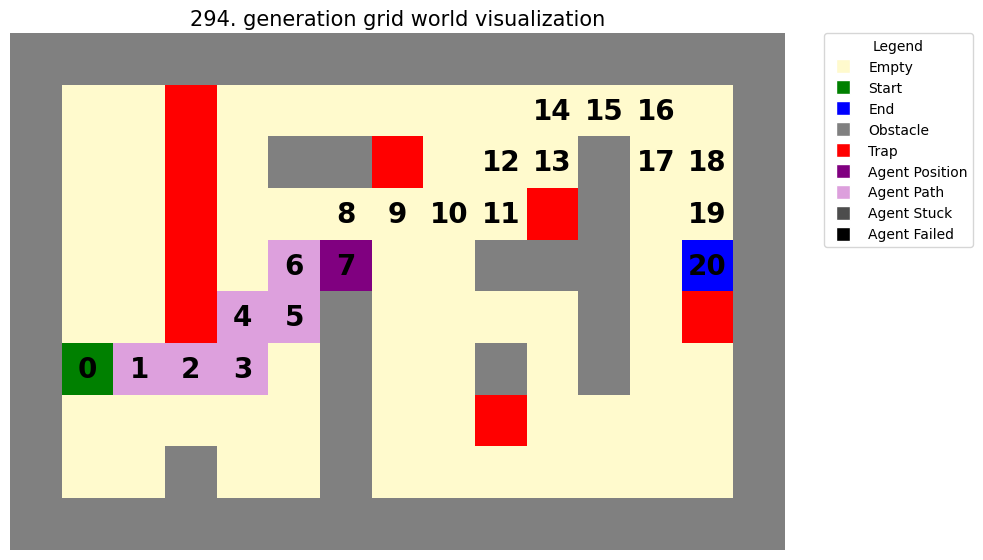 294. generation grid world visualization
14 15 16
12 13 17 18
8 9 10 11 19
6 7 20
4 5
0 1 2 3
Legend
Empty
Start
End
Obstacle
Trap
Agent Position
Agent Path
Agent Stuck
Agent Failed